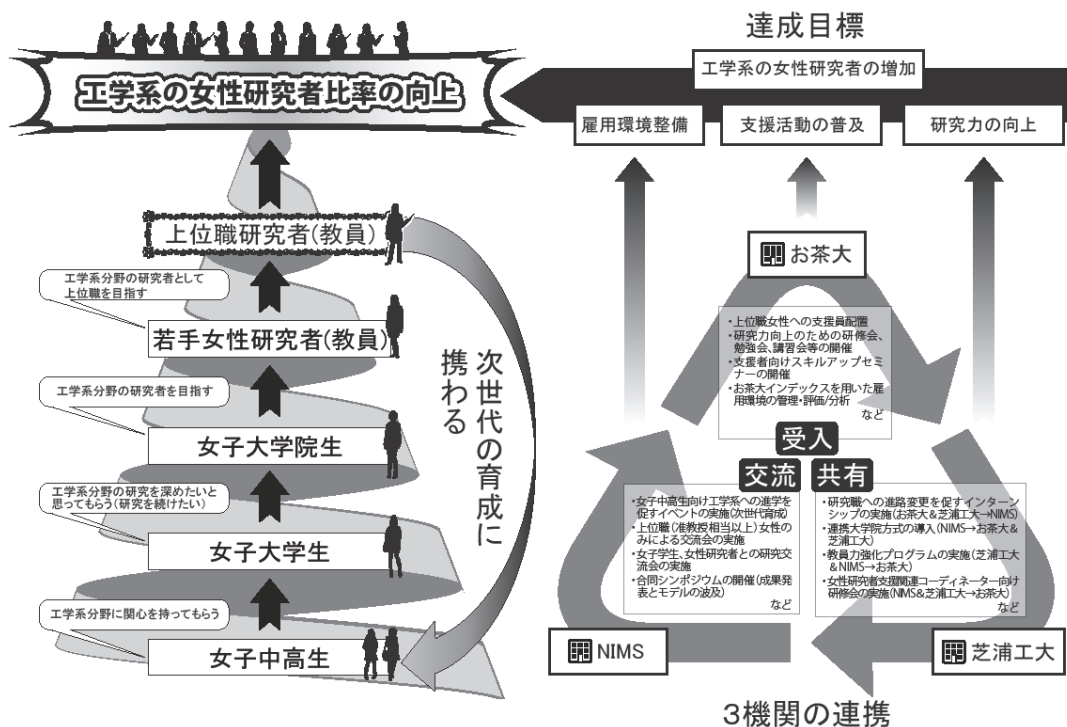 工学系の女性研究者比率の向上
上位職研究者(教員)
工学系分野の研究者として
上位職を目指す
若手女性研究者(教員)
工学系分野の研究者を目指す
女子大学院生
工学系分野の研究を深めたいと
思ってもらう(研究を続けたい)
女子大学生
工学系分野に関心を持ってもらう
女子中高生
次世代の育成に
携わる
達成目標
工学系の女性研究者の増加
雇用環境整備
支援活動の普及
研究力の向上
お茶大
・上位職女性への支援員配置
・研究力向上のための研修会、
勉強会、講習会等の開催
・支援者向けスキルアップセミ
ナーの開催
・お茶大インデックスを用いた雇
用環境の管理・評価/分析
など
受入
交流
共有
・女子中高生向け工学系への進学を
促すイベントの実施(次世代育成)
・上位職(准教授相当以上)女性の
みによる交流会の実施
・女子学生、女性研究者との研究交
流会の実施
・合同シンポジウムの開催(成果発
表とモデルの波及)
など
・研究職への進路変更を促すインターン
シップの実施(お茶大&芝浦工大→NIMS)
・連携大学院方式の導入(NIMS→お茶大&
芝浦工大)
・教員力強化プログラムの実施(芝浦工大
&NIMS→お茶大)
・女性研究者支援関連コーディネーター向け
研修会の実施(NIMS&芝浦工大→お茶大)
など
NIMS
芝浦工大
3機関の連携